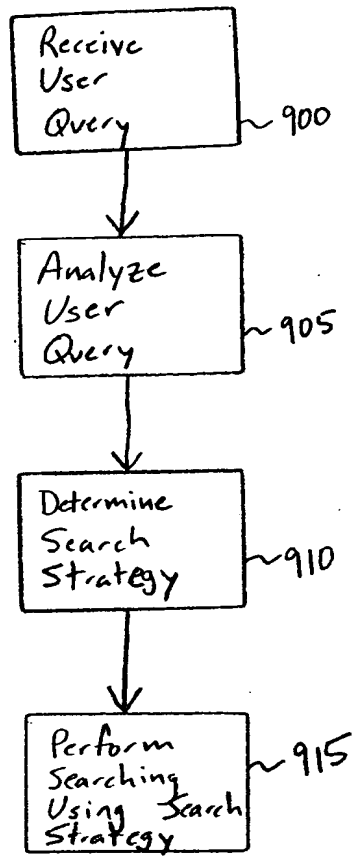 Receive
User
Query
900
Analyze
User
Query
905
Determine
Search
Strategy
910
Perform
Searching
Using Search
Strategy
915